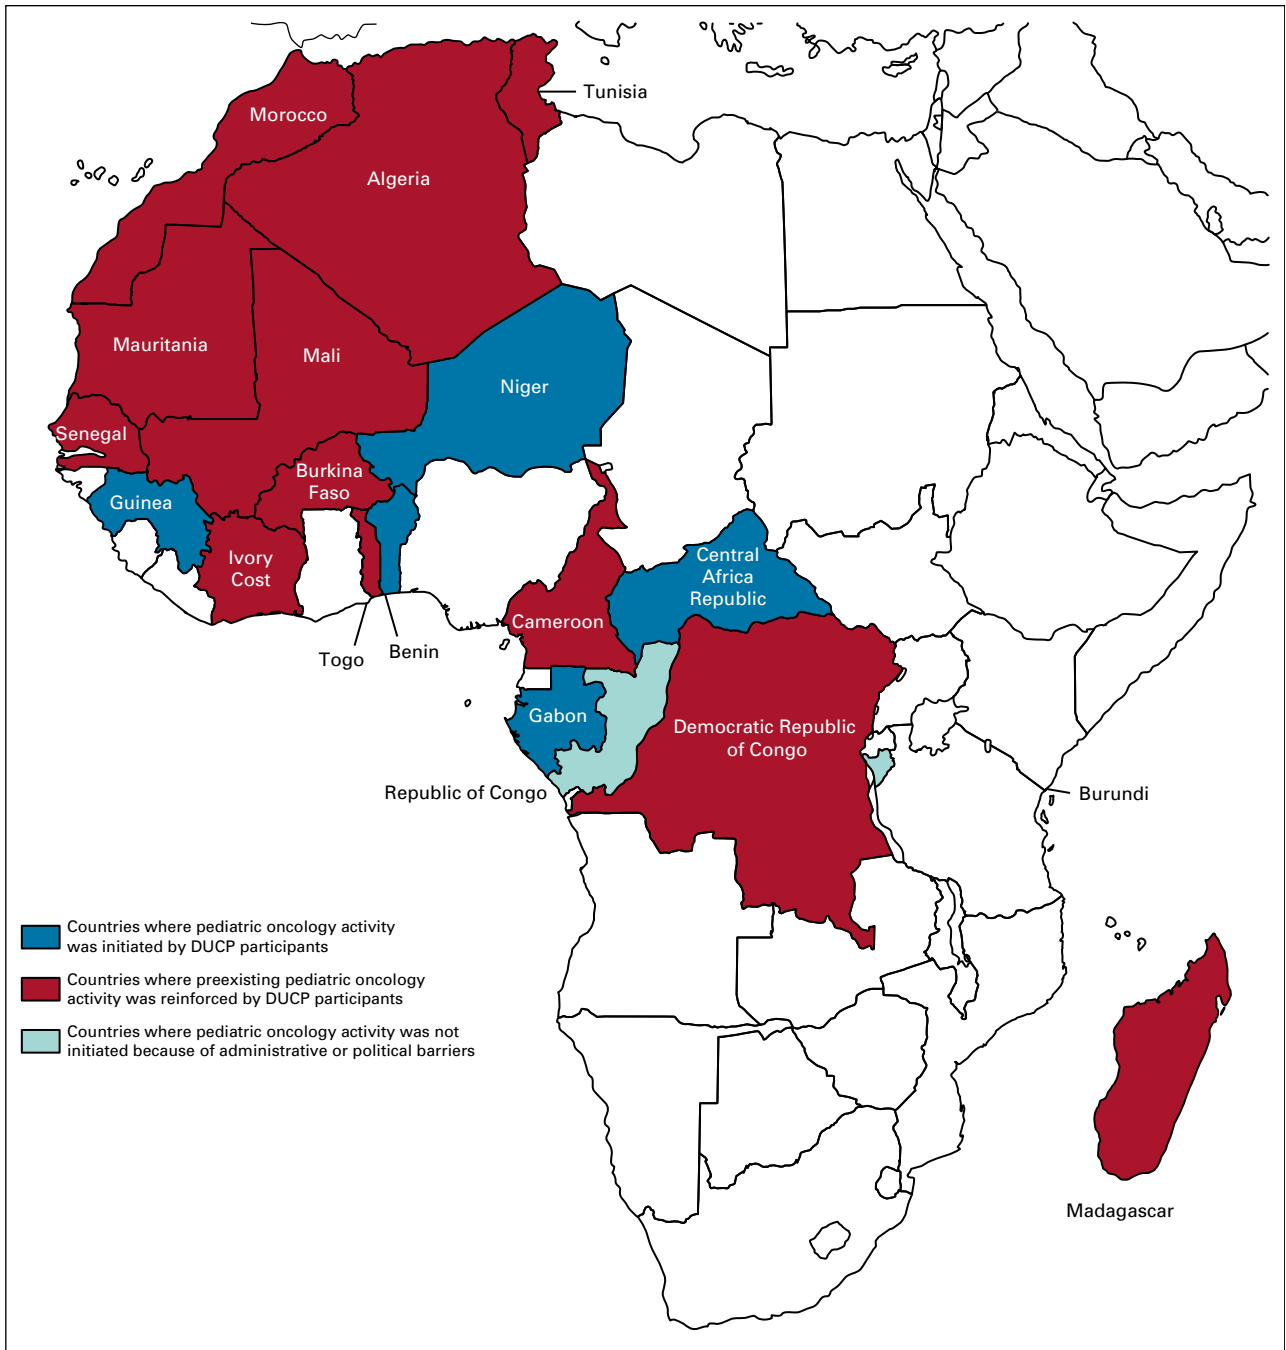 Tunisia
Morocco
Algeria
Mauritania
Mali
Niger
Senegal
Burkina
Faso
Guinea
Ivory
Cost
Central
Africa
Republic
Cameroon
Togo
Benin
Gabon
Democratic Republic
of Congo
Republic of Congo
Burundi
Countries where pediatric oncology activity
was initiated by DUCP participants
Countries where preexisting pediatric oncology
activity was reinforced by DUCP participants
Countries where pediatric oncology activity was not
initiated because of administrative or political barriers
Madagascar